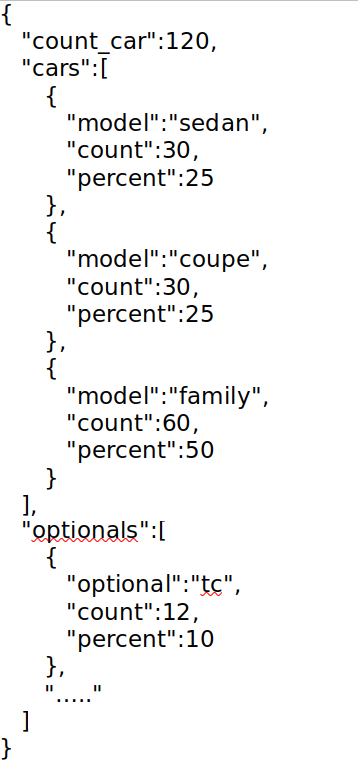 {
"count_car":120,
"cars":[
{
"model":"sedan",
"count":30,
"percent":25
},
{
"model":"coupe",
"count":30,
"percent":25
},
{
"model":"family",
"count":60,
"percent":50
}
],
"optionals":[
{
"optional":"tc",
"count":12,
"percent":10
},
"....."
]
}